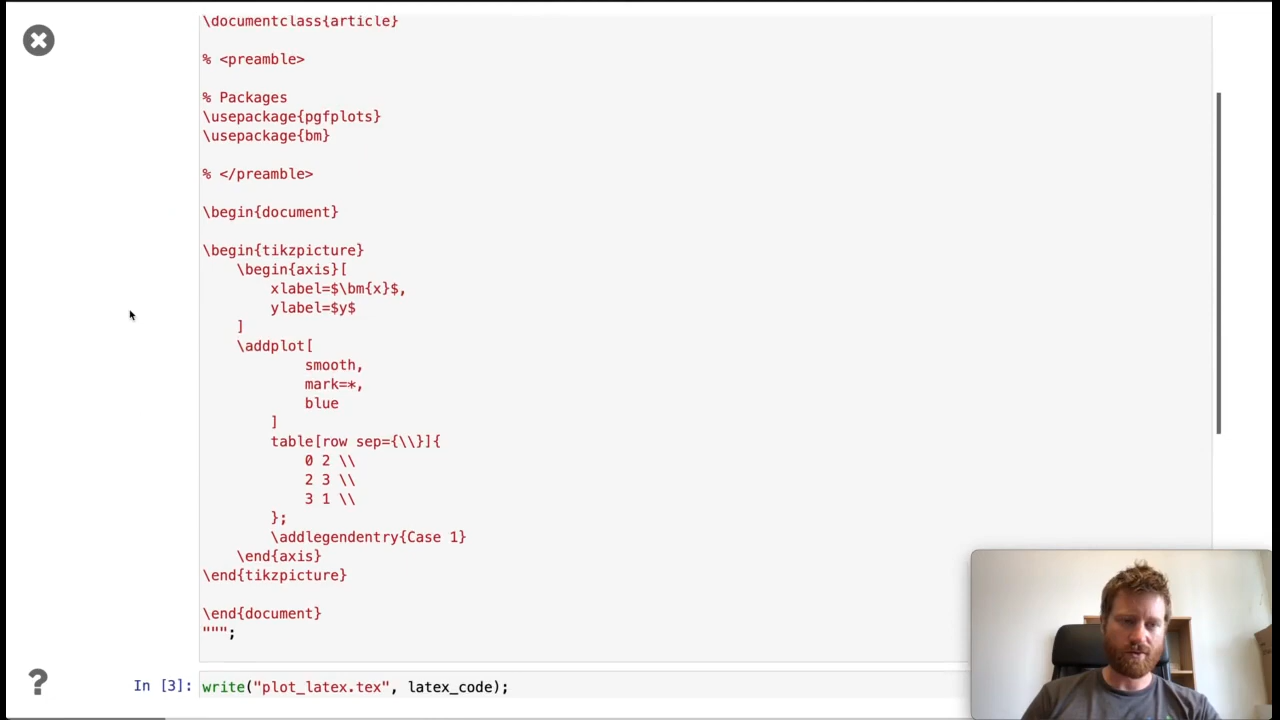 \documentclass{article}
% <preamble>
% Packages
\usepackage{pgfplots}
\usepackage{bm}
% </preamble>
\begin{document}
\begin{tikzpicture}
    \begin{axis}[
        xlabel=$\bm{x}$,
        ylabel=$y$
    ]
    \addplot[
            smooth,
            mark=*,
            blue
        ]
        table[row sep={\\}]{
            0 2 \\
            2 3 \\
            3 1 \\
        };
        \addlegendentry{Case 1}
    \end{axis}
\end{tikzpicture}
\end{document}
""";
In [3]: write("plot_latex.tex", latex_code);
?